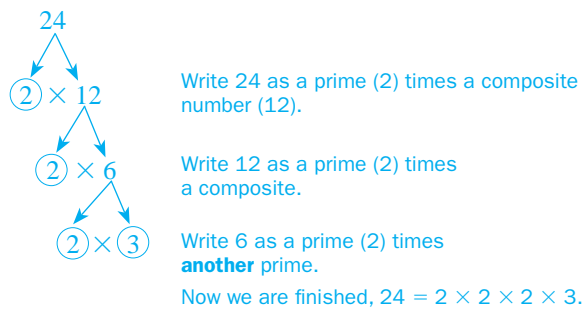 24
2 × 12
Write 24 as a prime (2) times a composite
number (12).
2 × 6
Write 12 as a prime (2) times
a composite.
2 × 3
Write 6 as a prime (2) times
another prime.
Now we are finished, 24 = 2 × 2 × 2 × 3.